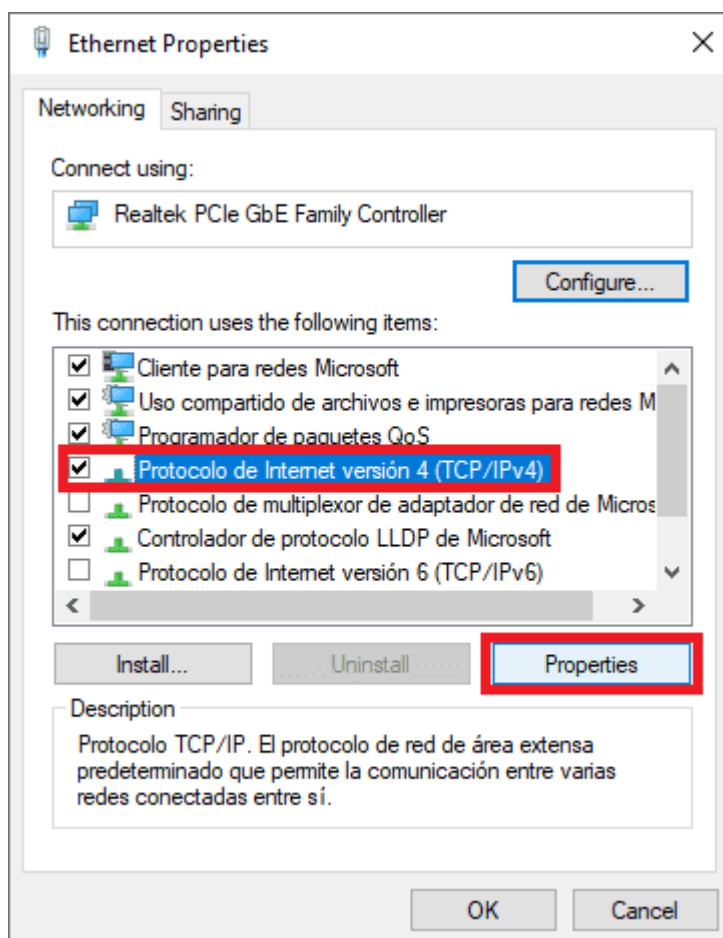 Ethernet Properties
Networking
Sharing
Connect using:
Realtek PCIe GbE Family Controller
Configure...
This connection uses the following items:
Cliente para redes Microsoft
Uso compartido de archivos e impresoras para redes M
Programador de paquetes QoS
Protocolo de Internet versión 4 (TCP/IPv4)
Protocolo de multiplexor de adaptador de red de Micros
Controlador de protocolo LLDP de Microsoft
Protocolo de Internet versión 6 (TCP/IPv6)
Install...
Uninstall
Properties
Description
Protocolo TCP/IP. El protocolo de red de área extensa
predeterminado que permite la comunicación entre varias
redes conectadas entre sí.
OK
Cancel